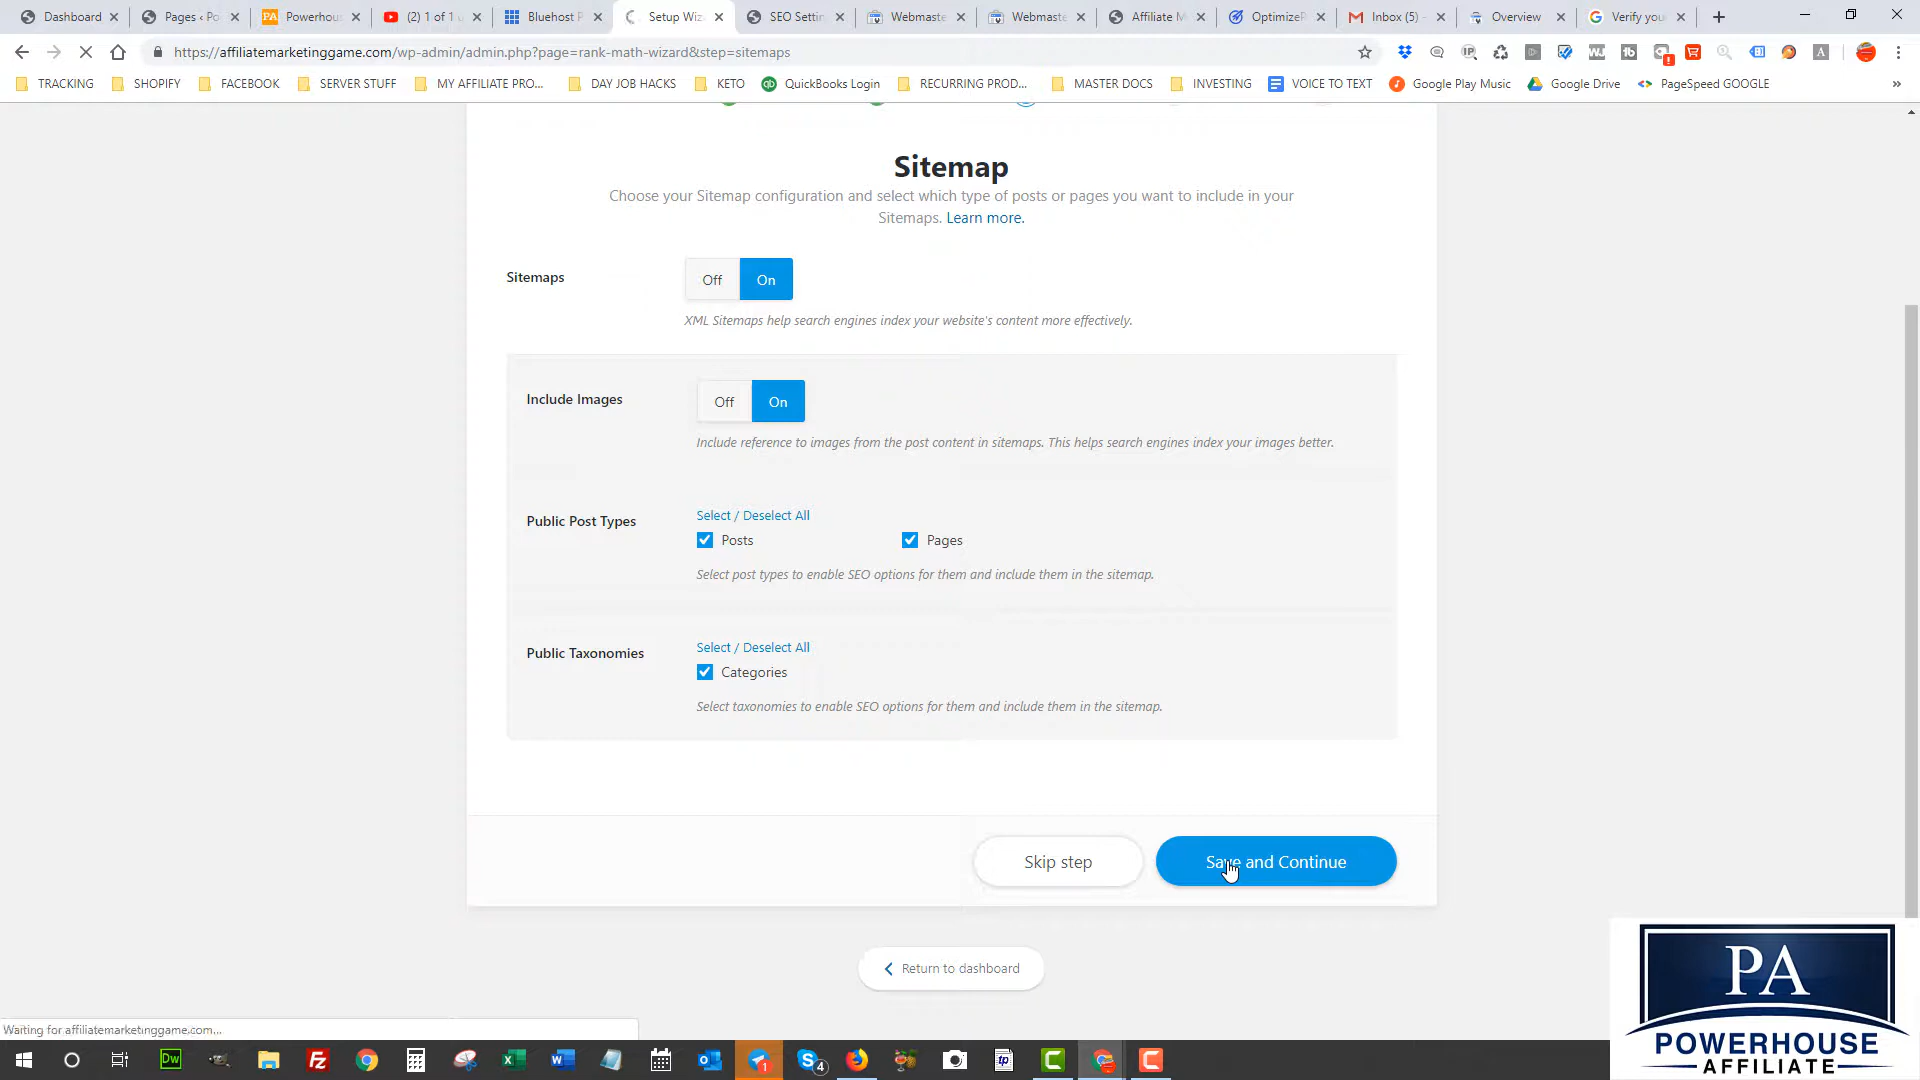 Dashboard
Pages ‹ Po
Powerhous
(2) 1 of 1 u
Bluehost P
Setup Wiz
SEO Setti
Webmaste
Webmaste
Affiliate M
OptimizeP
Inbox (5) -
Overview
Verify you
https://affiliatemarketinggame.com/wp-admin/admin.php?page=rank-math-wizard&step=sitemaps
TRACKING
SHOPIFY
FACEBOOK
SERVER STUFF
MY AFFILIATE PRO...
DAY JOB HACKS
KETO
QuickBooks Login
RECURRING PROD...
MASTER DOCS
INVESTING
VOICE TO TEXT
Google Play Music
Google Drive
PageSpeed GOOGLE
Sitemap
Choose your Sitemap configuration and select which type of posts or pages you want to include in your
Sitemaps. Learn more.
Sitemaps
Off On
XML Sitemaps help search engines index your website's content more effectively.
Include Images
Off On
Include reference to images from the post content in sitemaps. This helps search engines index your images better.
Public Post Types
Select / Deselect All
Posts Pages
Select post types to enable SEO options for them and include them in the sitemap.
Public Taxonomies
Select / Deselect All
Categories
Select taxonomies to enable SEO options for them and include them in the sitemap.
Skip step
Save and Continue
Return to dashboard
Waiting for affiliatemarketinggame.com...
PA
POWERHOUSE
AFFILIATE